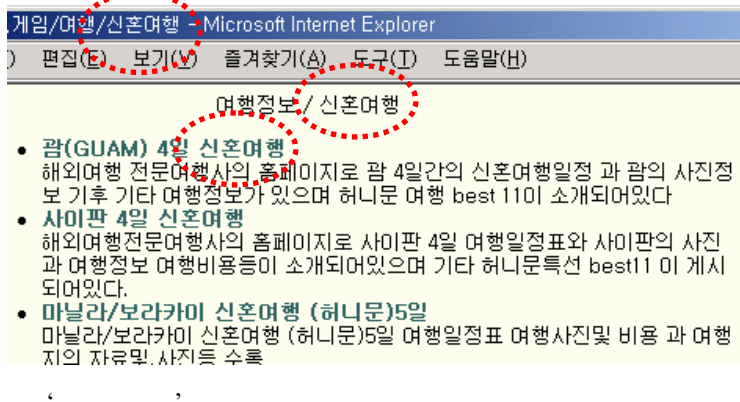 게임/여행/신혼여행 - Microsoft Internet Explorer
) 편집(E) 보기(V) 즐겨찾기(A) 도구(T) 도움말(H)
여행정보 / 신혼여행
• 괌(GUAM) 4일 신혼여행
해외여행 전문여행사의 홈페이지로 괌 4일간의 신혼여행일정 과 괌의 사진정
보 기후 기타 여행정보가 있으며 허니문 여행 best 11이 소개되어있다
• 사이판 4일 신혼여행
해외여행전문여행사의 홈페이지로 사이판 4일 여행일정표와 사이판의 사진
과 여행정보 여행비용등이 소개되어있으며 기타 허니문특선 best11 이 게시
되어있다.
• 마닐라/보라카이 신혼여행 (허니문)5일
마닐라/보라카이 신혼여행 (허니문)5일 여행일정표 여행사진및 비용 과 여행
지의 자료및,사진등 수록
‘ ’